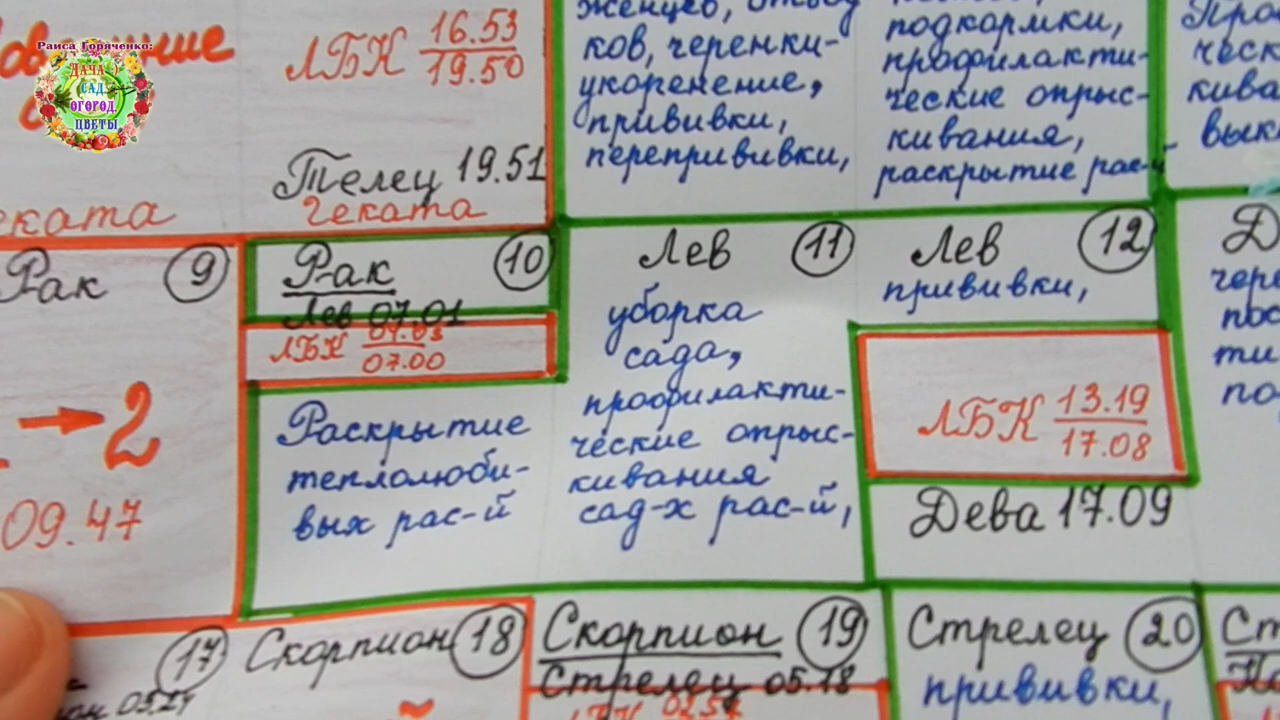 Раиса Горяченко:
ДАЧА
САД,
ОГОРОД,
ЦВЕТЫ
ЛБК 16.53
19.50
Телец 19.51
Геката
ков, черенки-
укоренение,
прививки,
перепрививки,
подкормки,
профилакти-
ческие опрыс-
кивания,
раскрытие рас-й
Рак 9
→ 2
09.47
Рак 10
Лев 07.01
ЛБК
07.00
Раскрытие
теплолюби-
вых рас-й
Лев 11
уборка
сада,
профилакти-
ческие опрыс-
кивания
сад-х рас-й,
Лев 12
прививки,
ЛБК 13.19
17.08
Дева 17.09
17
Скорпион 18
Скорпион 19
Стрелец 05.18
Стрелец 20
прививки,